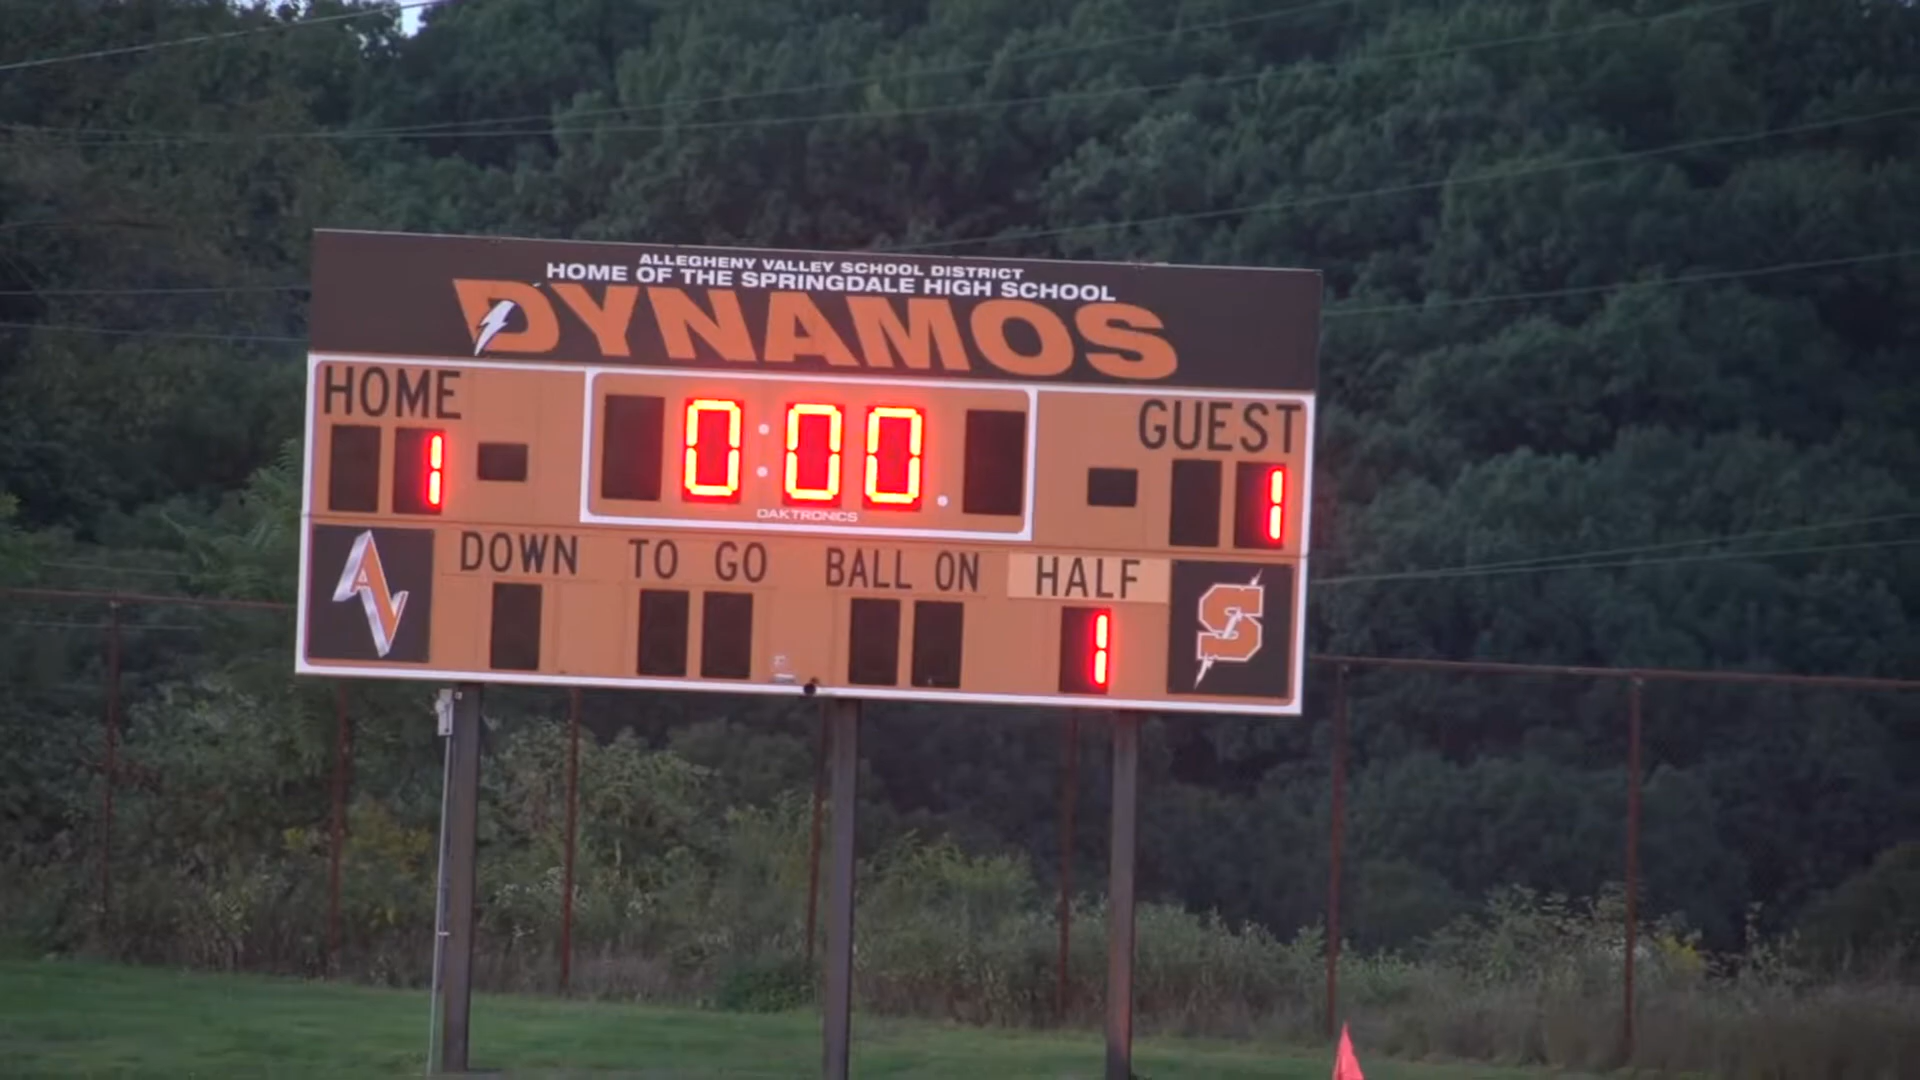 ALLEGHENY VALLEY SCHOOL DISTRICT
HOME OF THE SPRINGDALE HIGH SCHOOL
DYNAMOS
HOME
GUEST
1
0:00.
1
DAKTRONICS
DOWN
TO GO
BALL ON
HALF
AV
1
S